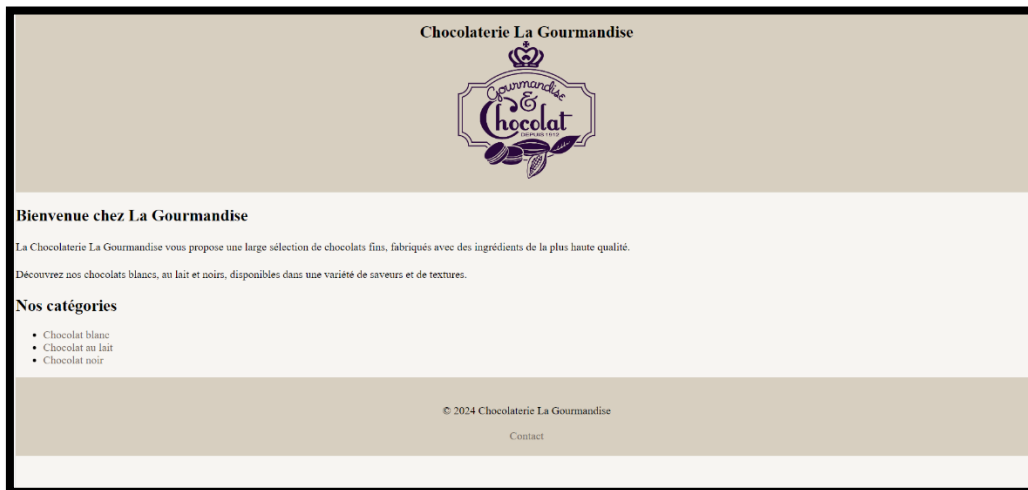 Chocolaterie La Gourmandise
Gourmandise
&
Chocolat
DEPUIS 1912
Bienvenue chez La Gourmandise
La Chocolaterie La Gourmandise vous propose une large sélection de chocolats fins, fabriqués avec des ingrédients de la plus haute qualité.
Découvrez nos chocolats blancs, au lait et noirs, disponibles dans une variété de saveurs et de textures.
Nos catégories
• Chocolat blanc
• Chocolat au lait
• Chocolat noir
© 2024 Chocolaterie La Gourmandise
Contact